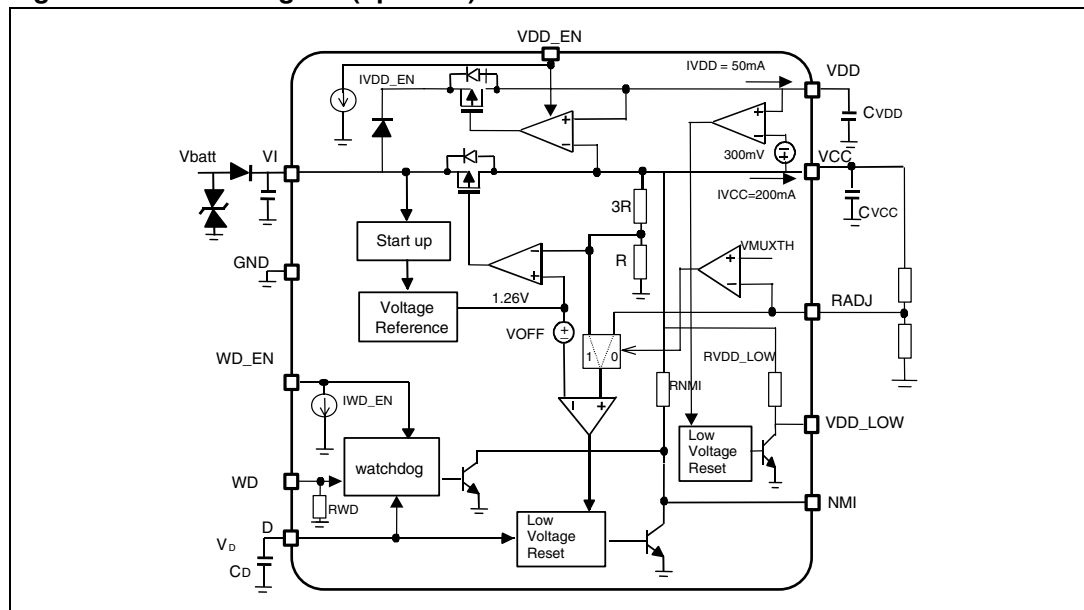 VDD_EN
IVDD_EN
IVDD = 50mA
VDD
CVDD
300mV
Vbatt
VI
VCC
IVCC=200mA
CVCC
3R
Start up
R
VMUXTH
GND
1.26V
RADJ
Voltage
Reference
VOFF
1 0
RVDD_LOW
WD_EN
IWD_EN
RNMI
VDD_LOW
Low
Voltage
Reset
watchdog
WD
RWD
NMI
D
VD
CD
Low
Voltage
Reset